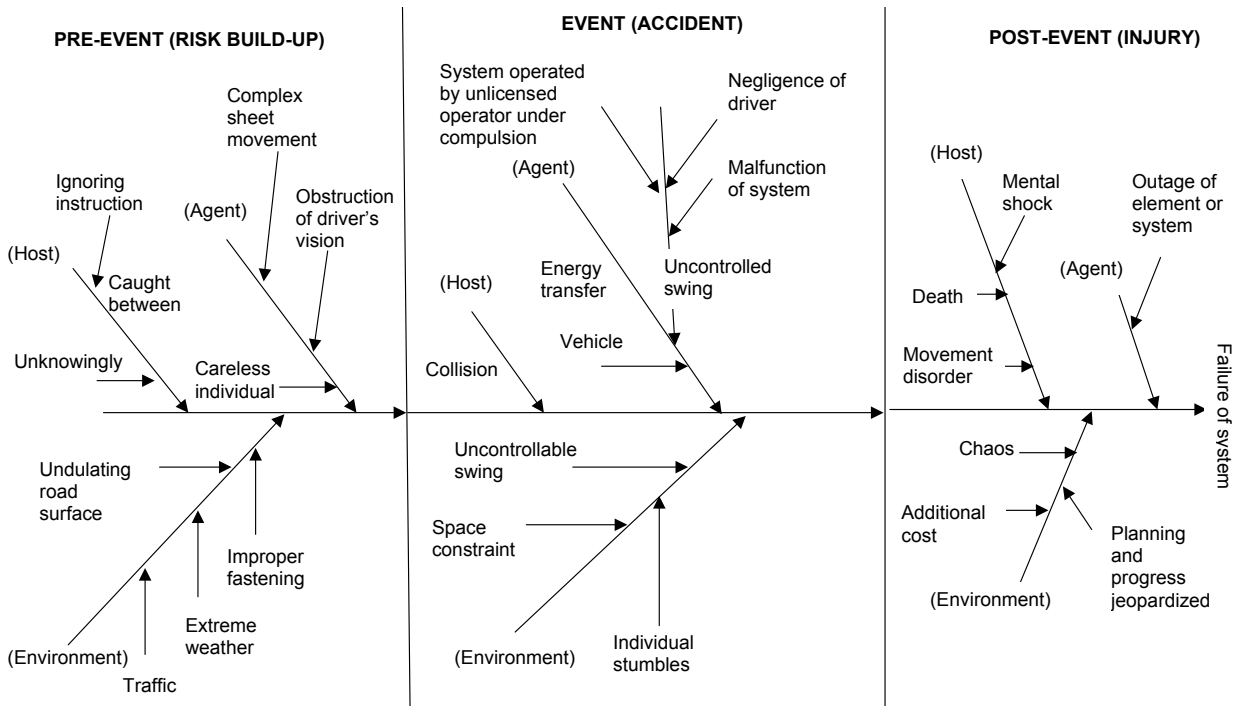 PRE-EVENT (RISK BUILD-UP)
Complex
sheet
movement
Ignoring
instruction
(Agent)
Obstruction
of driver's
vision
(Host)
Caught
between
Unknowingly
Careless
individual
Undulating
road
surface
Improper
fastening
Extreme
weather
(Environment)
Traffic
EVENT (ACCIDENT)
System operated
by unlicensed
operator under
compulsion
Negligence of
driver
(Agent)
Malfunction
of system
Energy
transfer
Uncontrolled
swing
(Host)
Vehicle
Collision
Uncontrollable
swing
Space
constraint
Individual
stumbles
(Environment)
POST-EVENT (INJURY)
(Host)
Mental
shock
Outage of
element or
system
(Agent)
Death
Movement
disorder
Failure of system
Chaos
Additional
cost
Planning
and
progress
jeopardized
(Environment)